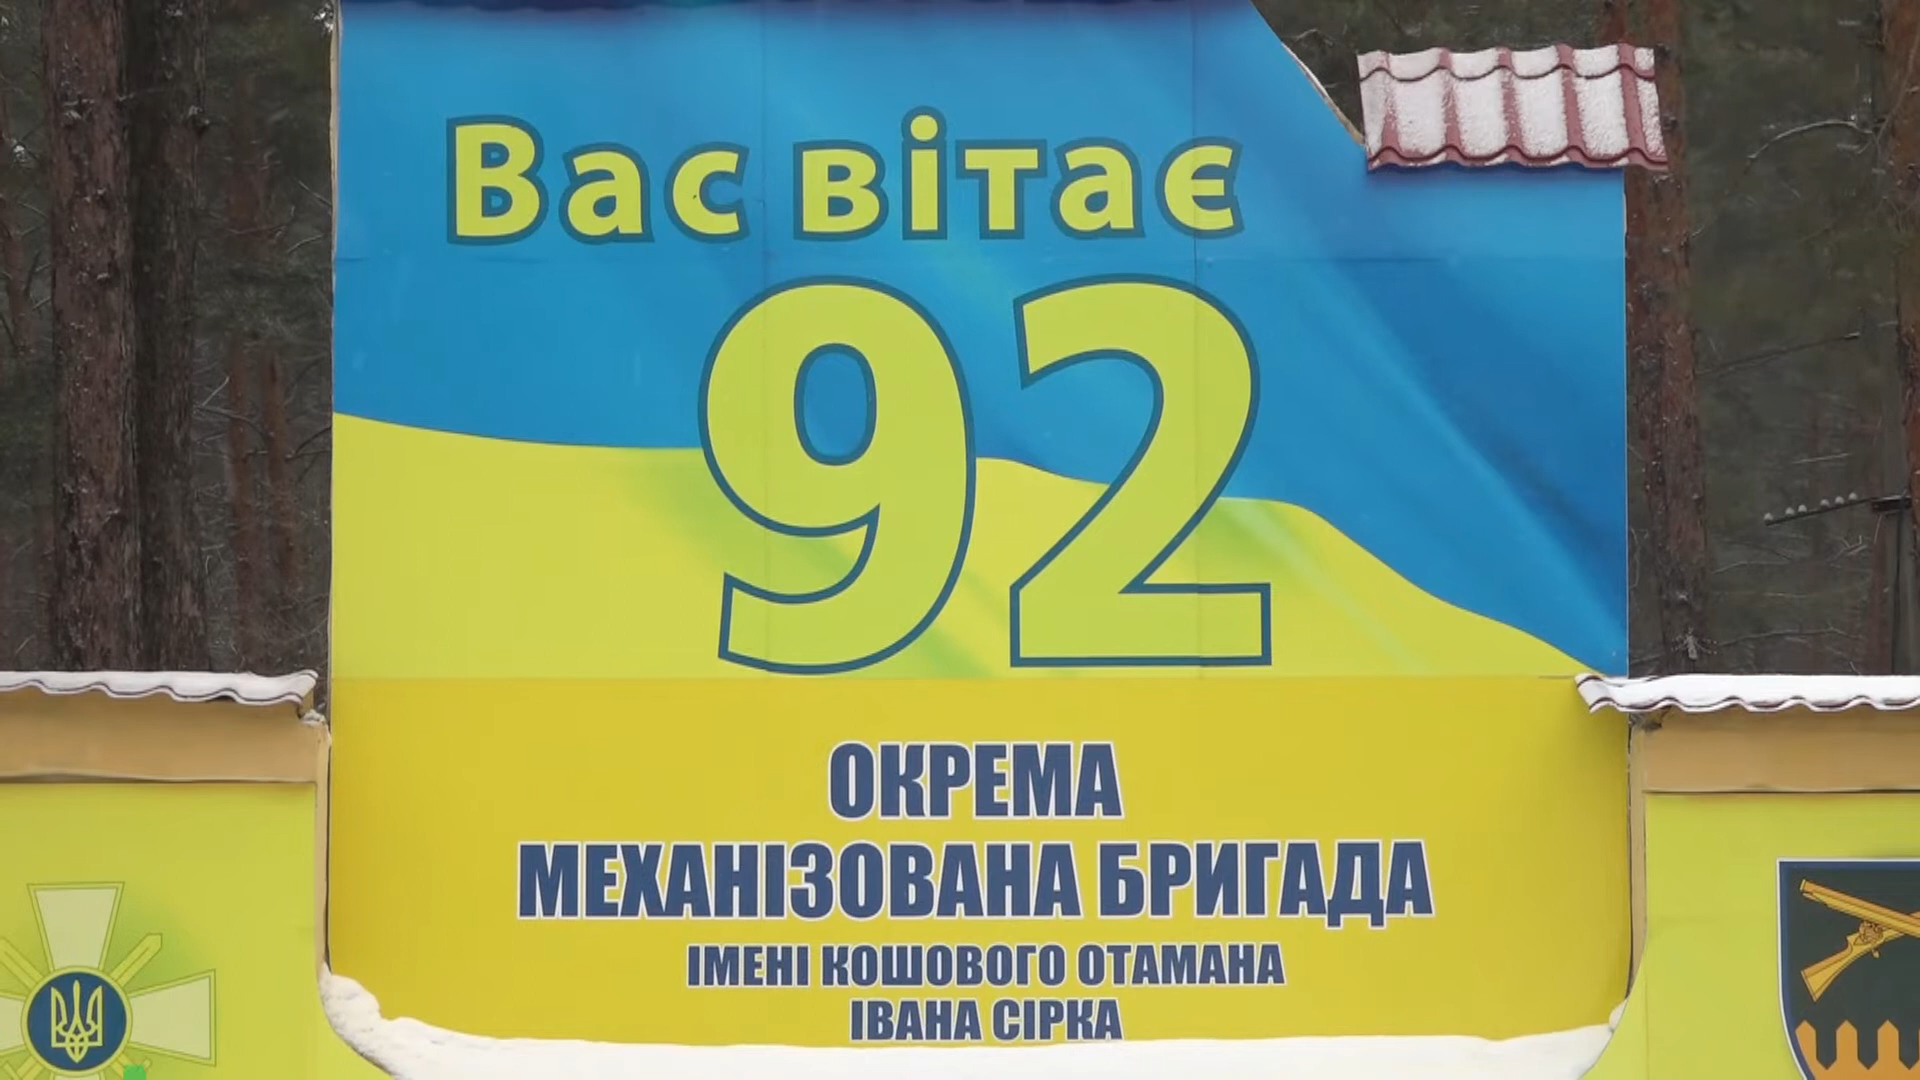 Вас вітає
92
ОКРЕМА
МЕХАНІЗОВАНА БРИГАДА
ІМЕНІ КОШОВОГО ОТАМАНА
ІВАНА СІРКА